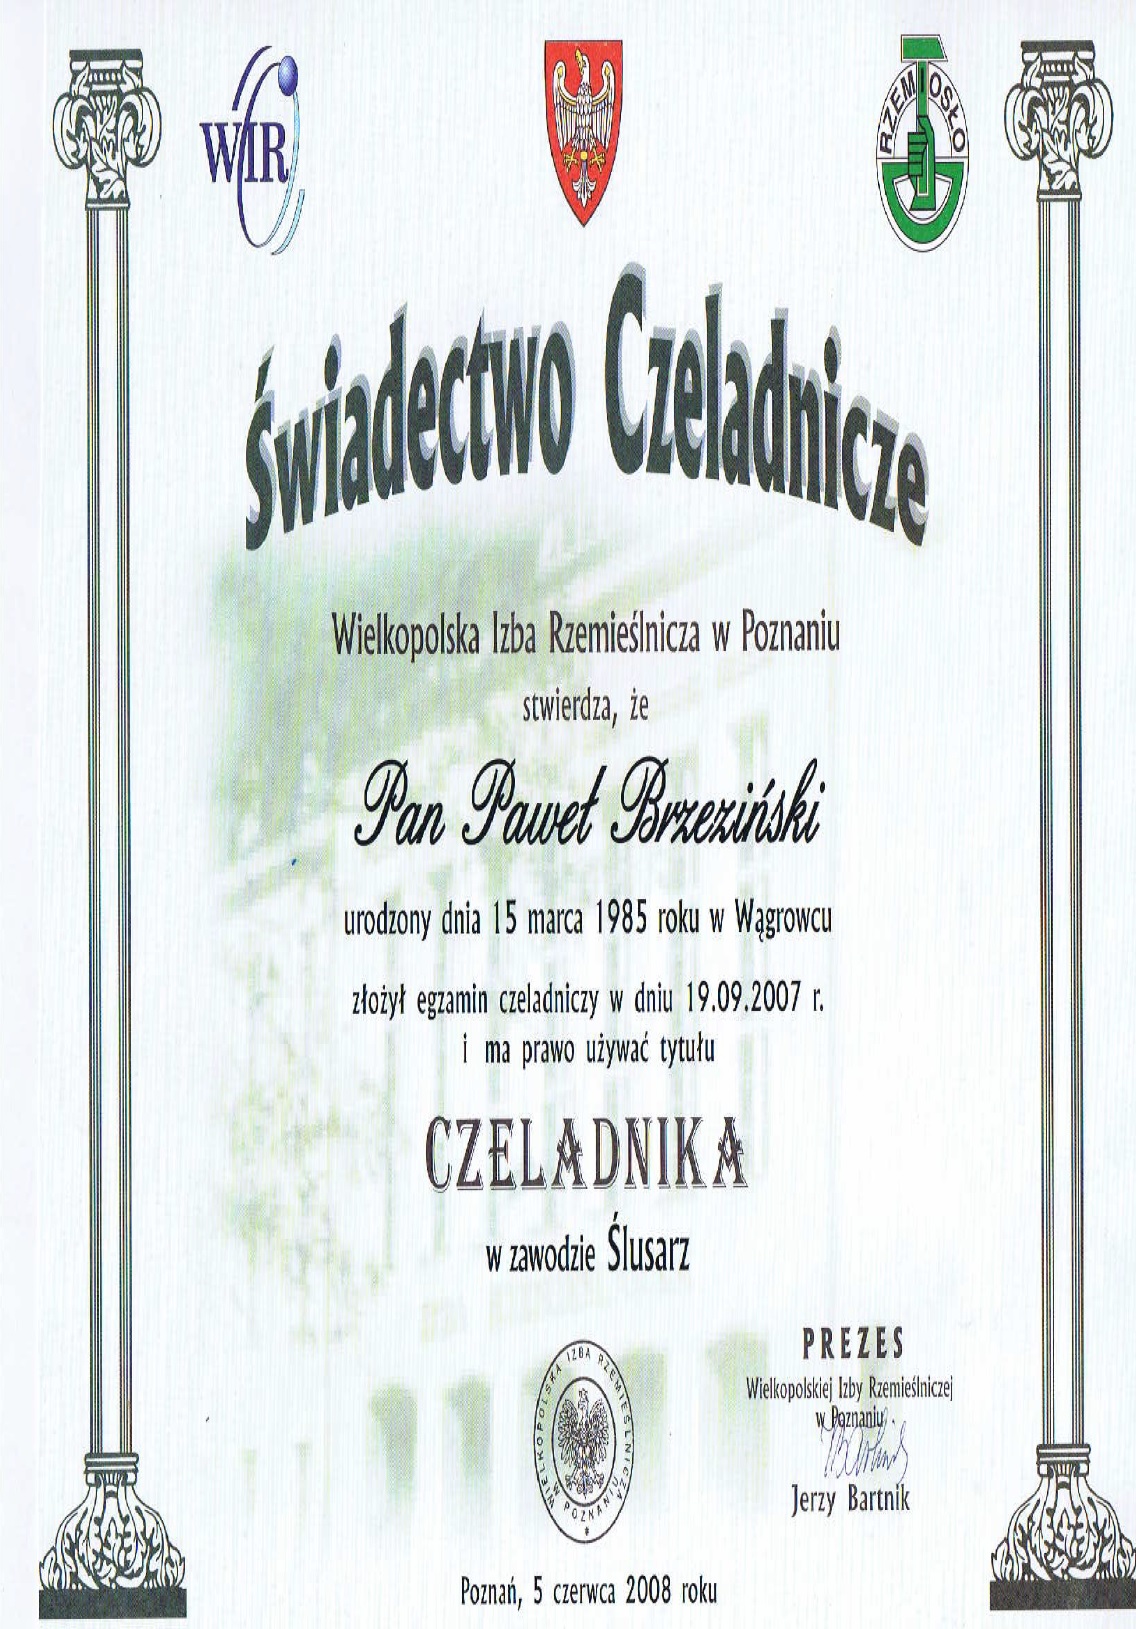 WIR
RZEMIOSŁO
Świadectwo Czeladnicze
Wielkopolska Izba Rzemieślnicza w Poznaniu
stwierdza, że
Pan Paweł Brzeziński
urodzony dnia 15 marca 1985 roku w Wągrowcu
złożył egzamin czeladniczy w dniu 19.09.2007 r.
i ma prawo używać tytułu
CZELADNIKA
w zawodzie Ślusarz
PREZES
Wielkopolskiej Izby Rzemieślniczej
w Poznaniu
Jerzy Bartnik
WIELKOPOLSKA IZBA RZEMIEŚLNICZA
W POZNANIU
Poznań, 5 czerwca 2008 roku